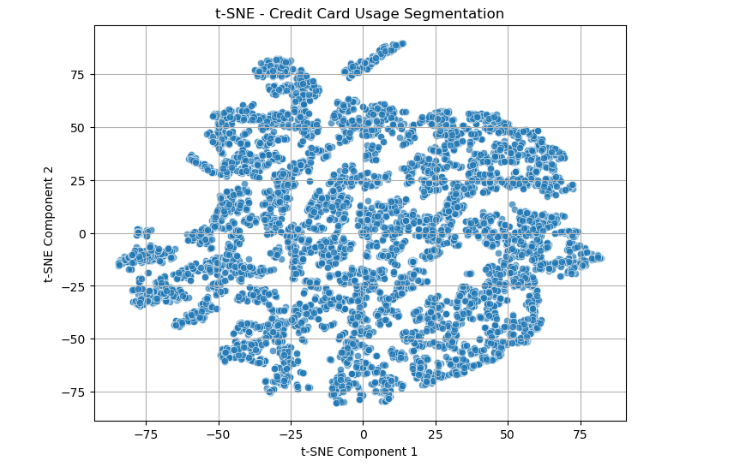 t-SNE - Credit Card Usage Segmentation
75
50
25
0
−25
−50
−75
t-SNE Component 2
−75 −50 −25 0 25 50 75
t-SNE Component 1